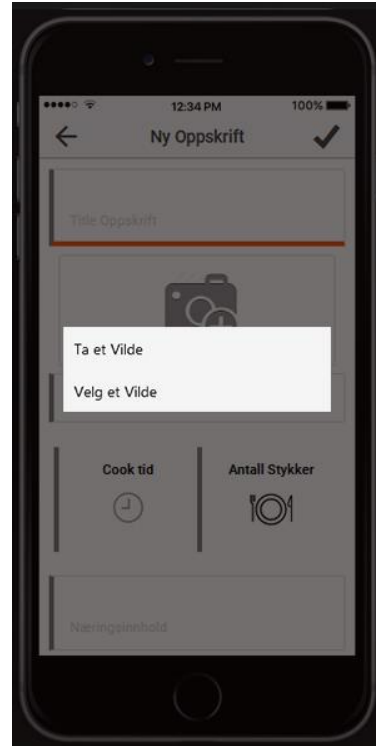 12:34 PM 100%
Ny Oppskrift
Title Oppskrift
Ta et Vilde
Velg et Vilde
Cook tid Antall Stykker
Næringsinnhold